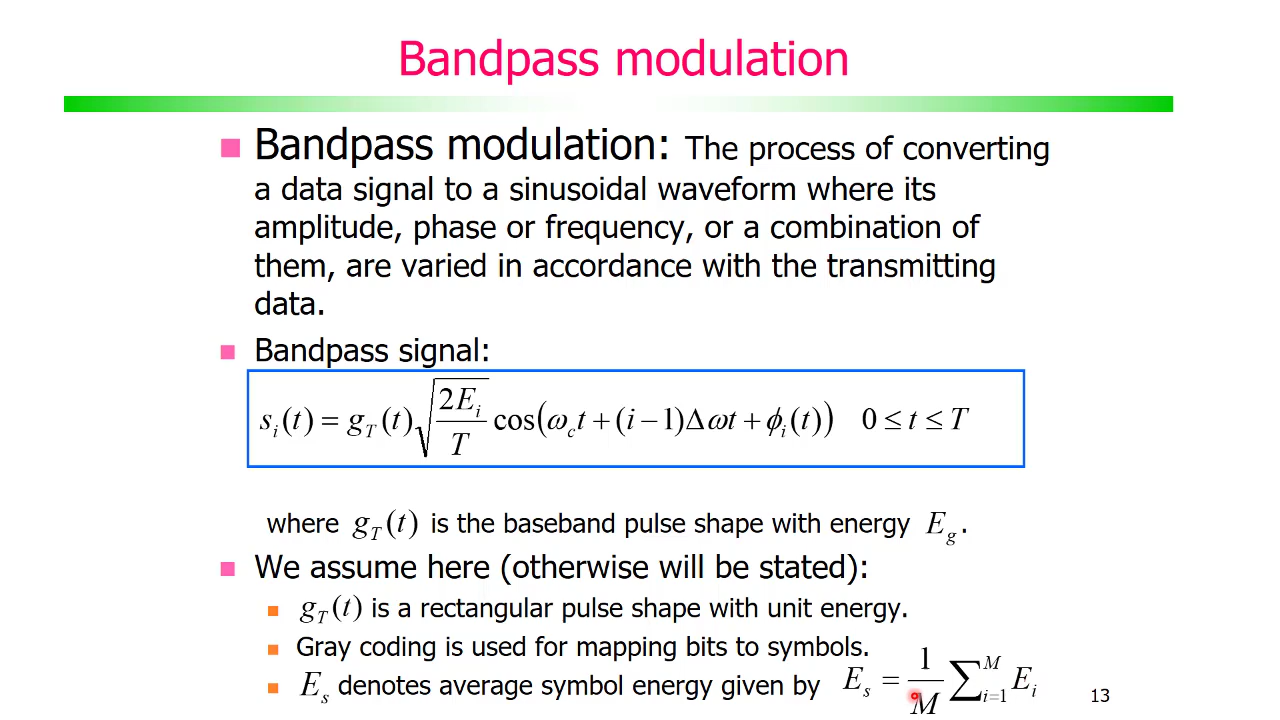 Bandpass modulation
Bandpass modulation: The process of converting
a data signal to a sinusoidal waveform where its
amplitude, phase or frequency, or a combination of
them, are varied in accordance with the transmitting
data.
Bandpass signal:
s_i(t) = g_T(t) √(2E_i/T) cos(ω_c t + (i − 1)Δωt + ϕ_i(t)) 0 ≤ t ≤ T
where g_T(t) is the baseband pulse shape with energy E_g.
We assume here (otherwise will be stated):
g_T(t) is a rectangular pulse shape with unit energy.
Gray coding is used for mapping bits to symbols.
E_s denotes average symbol energy given by E_s = 1/M ∑_{i=1}^{M} E_i
13